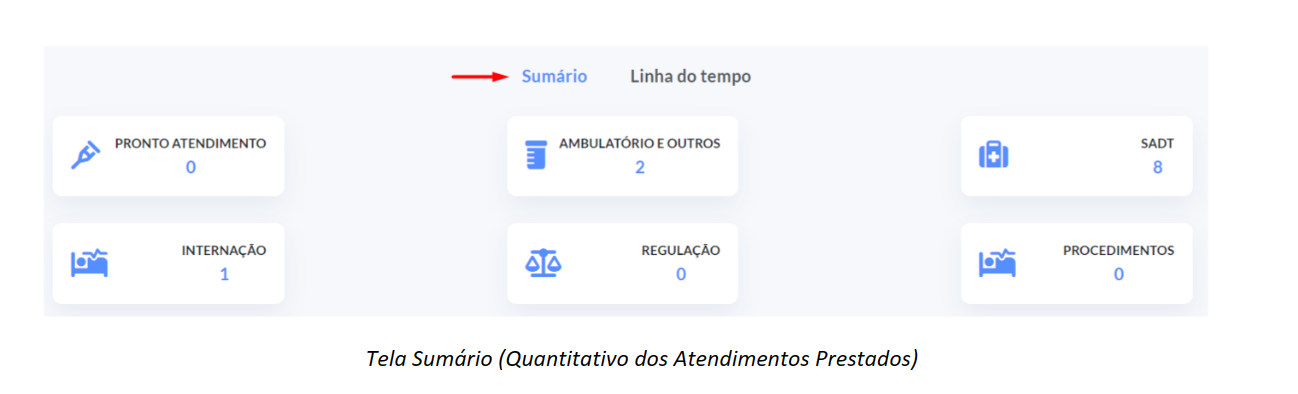 Sumário Linha do tempo
PRONTO ATENDIMENTO
0
AMBULATÓRIO E OUTROS
2
SADT
8
INTERNAÇÃO
1
REGULAÇÃO
0
PROCEDIMENTOS
0
Tela Sumário (Quantitativo dos Atendimentos Prestados)